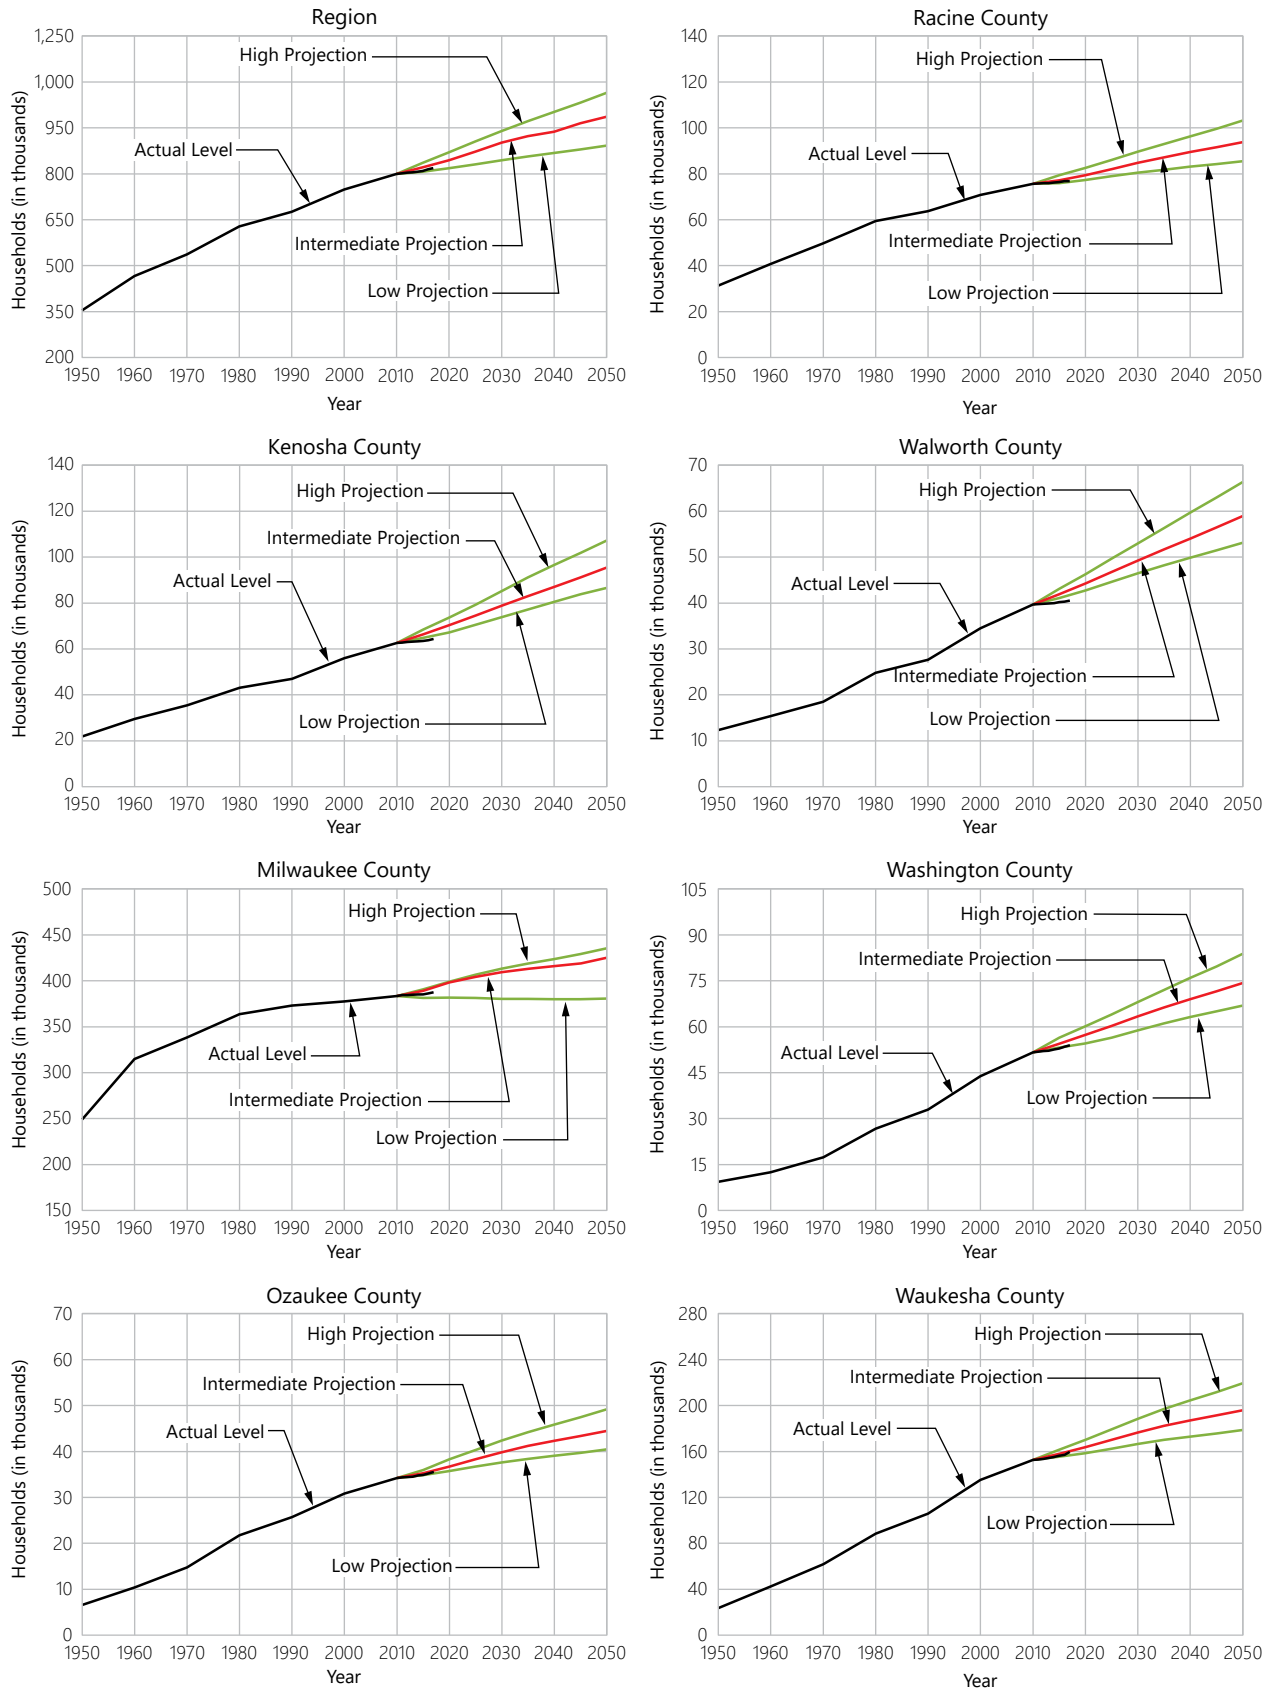 Region
Households (in thousands)
1,250
1,100
950
800
650
500
350
200
High Projection
Actual Level
Intermediate Projection
Low Projection
1950 1960 1970 1980 1990 2000 2010 2020 2030 2040 2050
Year
Racine County
Households (in thousands)
140
120
100
80
60
40
20
0
High Projection
Actual Level
Intermediate Projection
Low Projection
1950 1960 1970 1980 1990 2000 2010 2020 2030 2040 2050
Year
Kenosha County
Households (in thousands)
140
120
100
80
60
40
20
0
High Projection
Intermediate Projection
Actual Level
Low Projection
1950 1960 1970 1980 1990 2000 2010 2020 2030 2040 2050
Year
Walworth County
Households (in thousands)
70
60
50
40
30
20
10
0
High Projection
Actual Level
Intermediate Projection
Low Projection
1950 1960 1970 1980 1990 2000 2010 2020 2030 2040 2050
Year
Milwaukee County
Households (in thousands)
500
450
400
350
300
250
200
150
High Projection
Actual Level
Intermediate Projection
Low Projection
1950 1960 1970 1980 1990 2000 2010 2020 2030 2040 2050
Year
Washington County
Households (in thousands)
105
90
75
60
45
30
15
0
High Projection
Intermediate Projection
Actual Level
Low Projection
1950 1960 1970 1980 1990 2000 2010 2020 2030 2040 2050
Year
Ozaukee County
Households (in thousands)
70
60
50
40
30
20
10
0
High Projection
Intermediate Projection
Actual Level
Low Projection
1950 1960 1970 1980 1990 2000 2010 2020 2030 2040 2050
Year
Waukesha County
Households (in thousands)
280
240
200
160
120
80
40
0
High Projection
Intermediate Projection
Actual Level
Low Projection
1950 1960 1970 1980 1990 2000 2010 2020 2030 2040 2050
Year